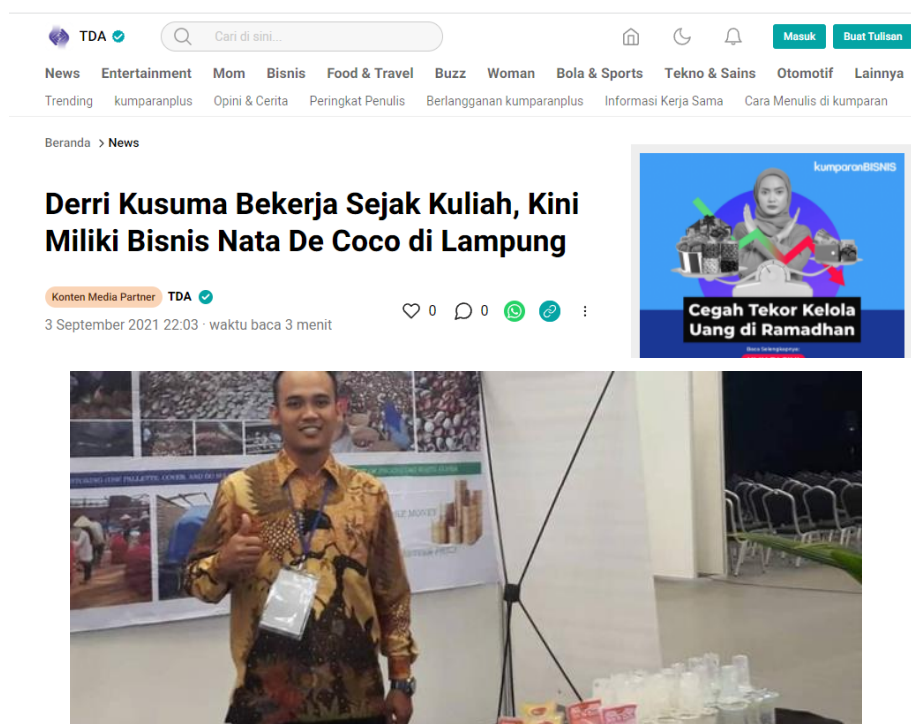 TDA
Cari di sini...
Masuk
Buat Tulisan
News Entertainment Mom Bisnis Food & Travel Buzz Woman Bola & Sports Tekno & Sains Otomotif Lainnya
Trending kumparanplus Opini & Cerita Peringkat Penulis Berlangganan kumparanplus Informasi Kerja Sama Cara Menulis di kumparan
Beranda > News
Derri Kusuma Bekerja Sejak Kuliah, Kini
Miliki Bisnis Nata De Coco di Lampung
Konten Media Partner TDA
3 September 2021 22:03 · waktu baca 3 menit
0 0
kumparanBISNIS
Cegah Tekor Kelola
Uang di Ramadhan
Baca Selengkapnya: